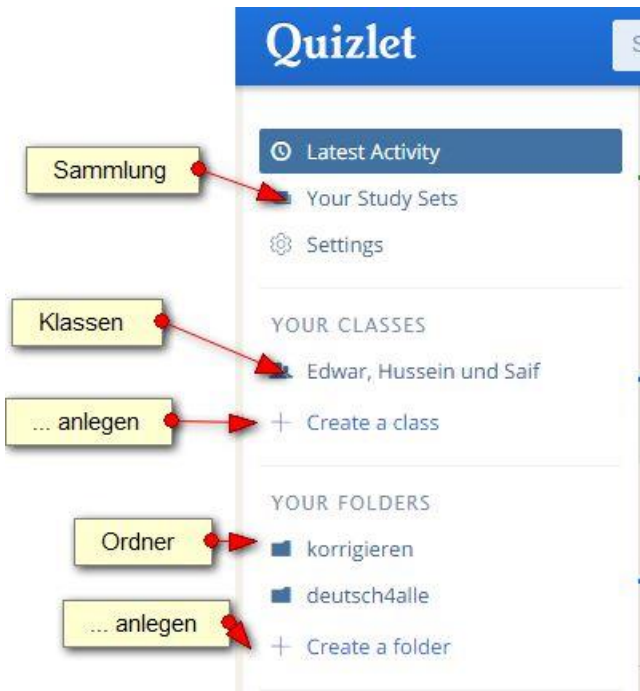 Quizlet
S
Latest Activity
Sammlung
Your Study Sets
Settings
Klassen
YOUR CLASSES
Edwar, Hussein und Saif
... anlegen
Create a class
YOUR FOLDERS
Ordner
korrigieren
deutsch4alle
... anlegen
Create a folder